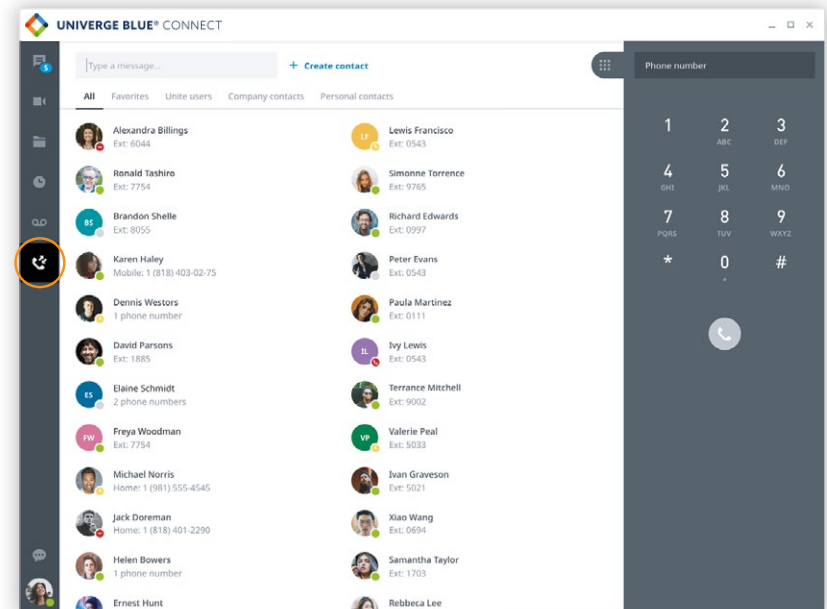 UNIVERGE BLUE® CONNECT
5
Type a message...
+ Create contact
Phone number
All Favorites Unite users Company contacts Personal contacts
Alexandra Billings
Ext: 6044
Lewis Francisco
Ext: 0543
LF
Ronald Tashiro
Ext: 7754
Simonne Torrence
Ext: 9765
BS
Brandon Shelle
Ext: 8055
Richard Edwards
Ext: 0997
Karen Haley
Mobile: 1 (818) 403-02-75
Peter Evans
Ext: 0543
Dennis Westors
1 phone number
Paula Martinez
Ext: 0111
David Parsons
Ext: 1885
IL
Ivy Lewis
Ext: 0543
ES
Elaine Schmidt
2 phone numbers
Terrance Mitchell
Ext: 9002
FW
Freya Woodman
Ext: 7754
VP
Valerie Peal
Ext: 5033
Michael Norris
Home: 1 (981) 555-4545
Ivan Graveson
Ext: 5021
Jack Doreman
Home: 1 (818) 401-2290
Xiao Wang
Ext: 0694
Helen Bowers
1 phone number
Samantha Taylor
Ext: 1703
Ernest Hunt
Rebbeca Lee
1 2 3
ABC DEF
4 5 6
GHI JKL MNO
7 8 9
PQRS TUV WXYZ
* 0 #
+